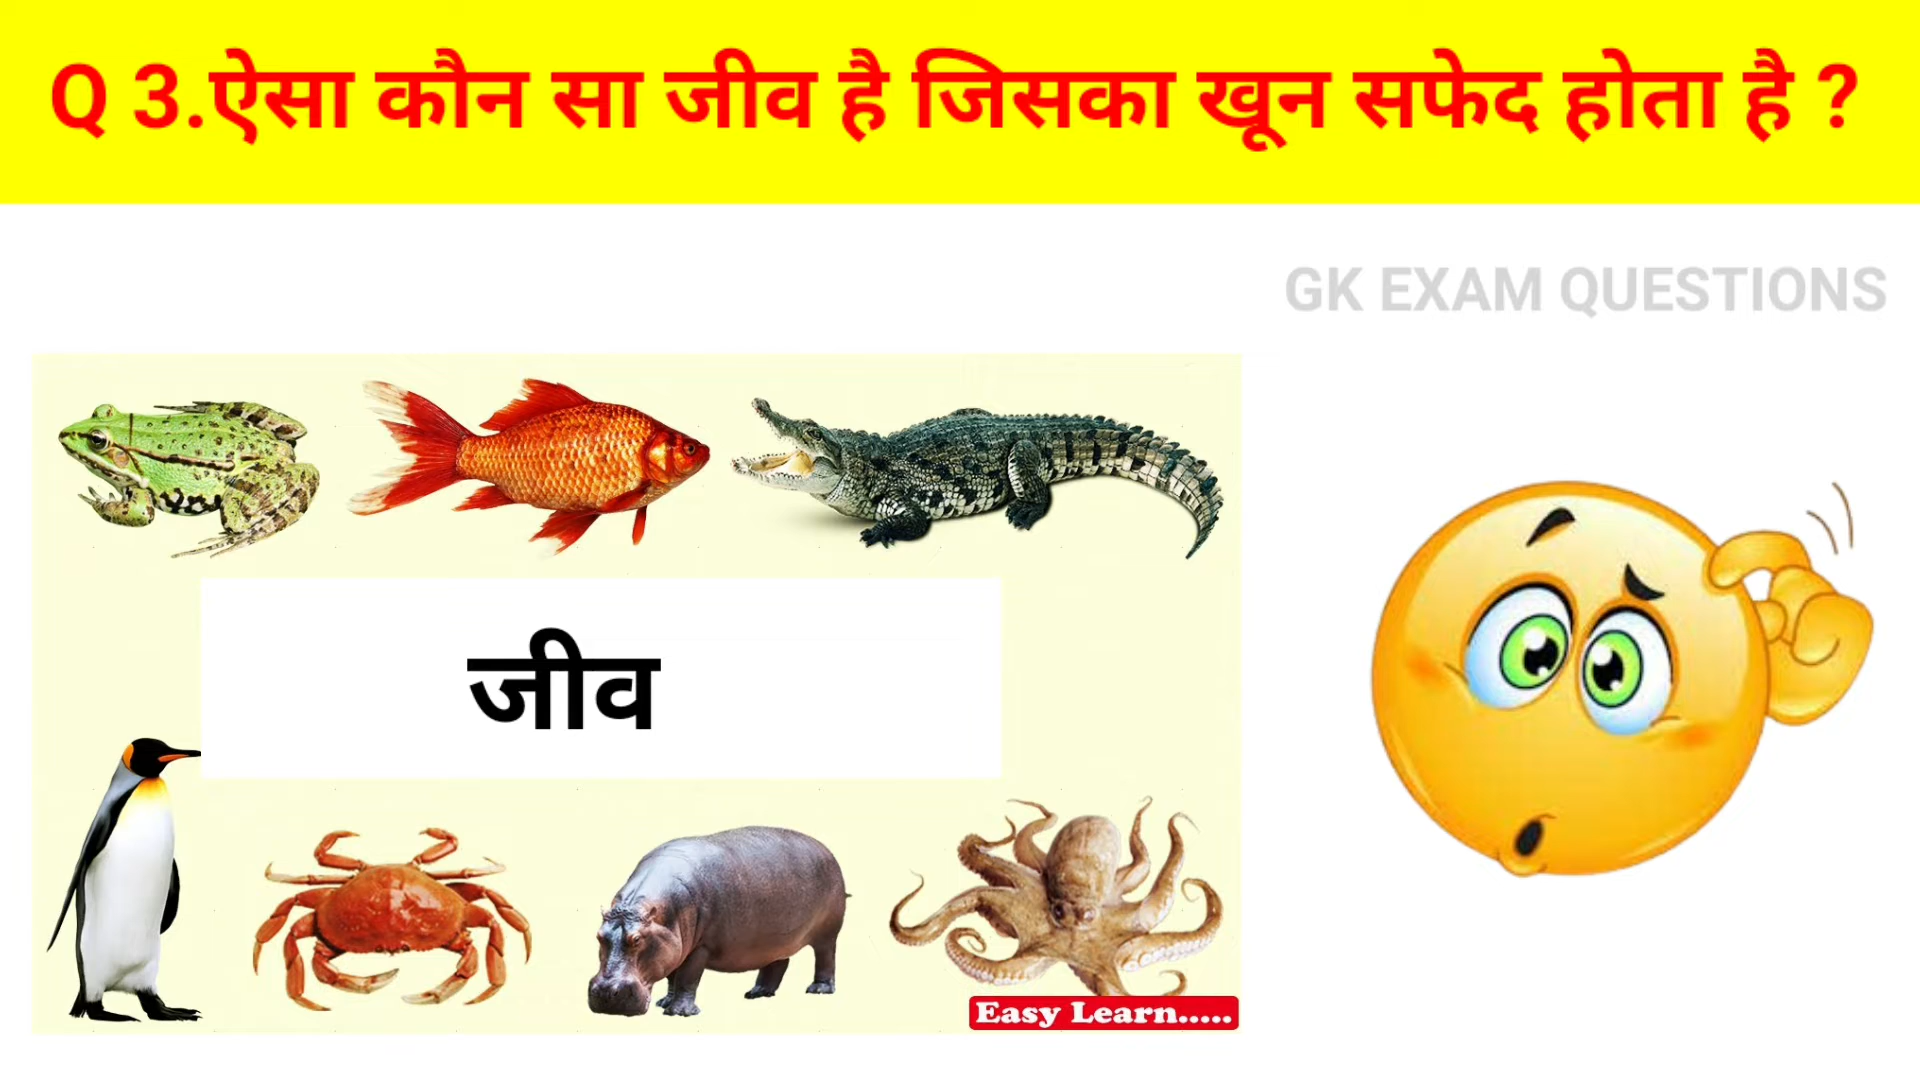 Q 3.ऐसा कौन सा जीव है जिसका खून सफेद होता है ?
GK EXAM QUESTIONS
जीव
Easy Learn.....